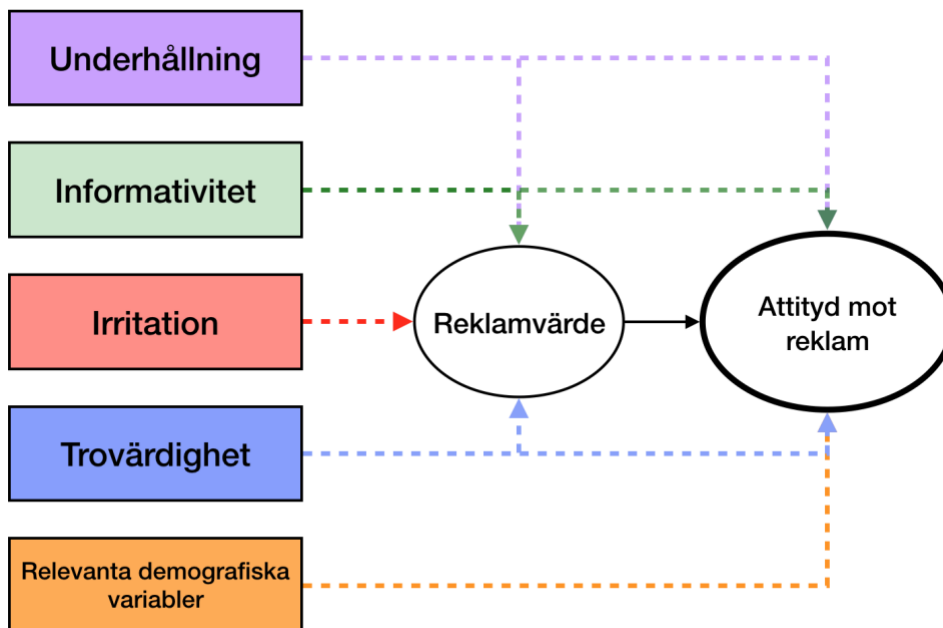 Underhållning
Informativitet
Irritation
Reklamvärde
Attityd mot
reklam
Trovärdighet
Relevanta demografiska
variabler